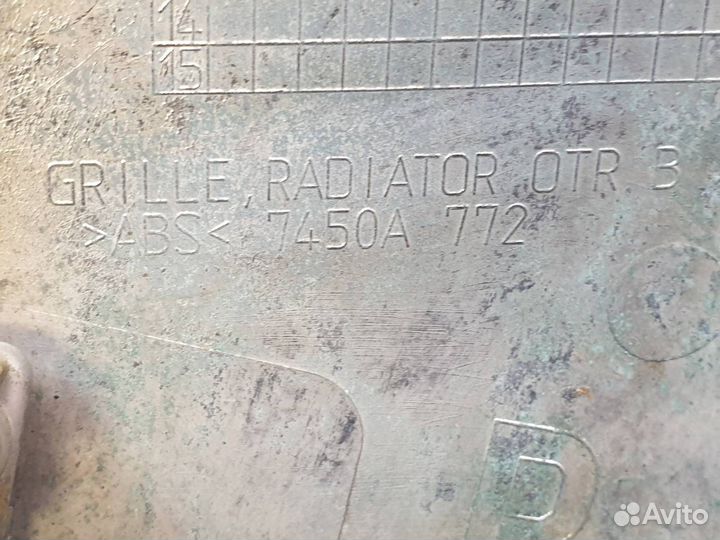 14
15
GRILLE, RADIATOR OTR 3
>ABS< 7450A 772
D
Avito